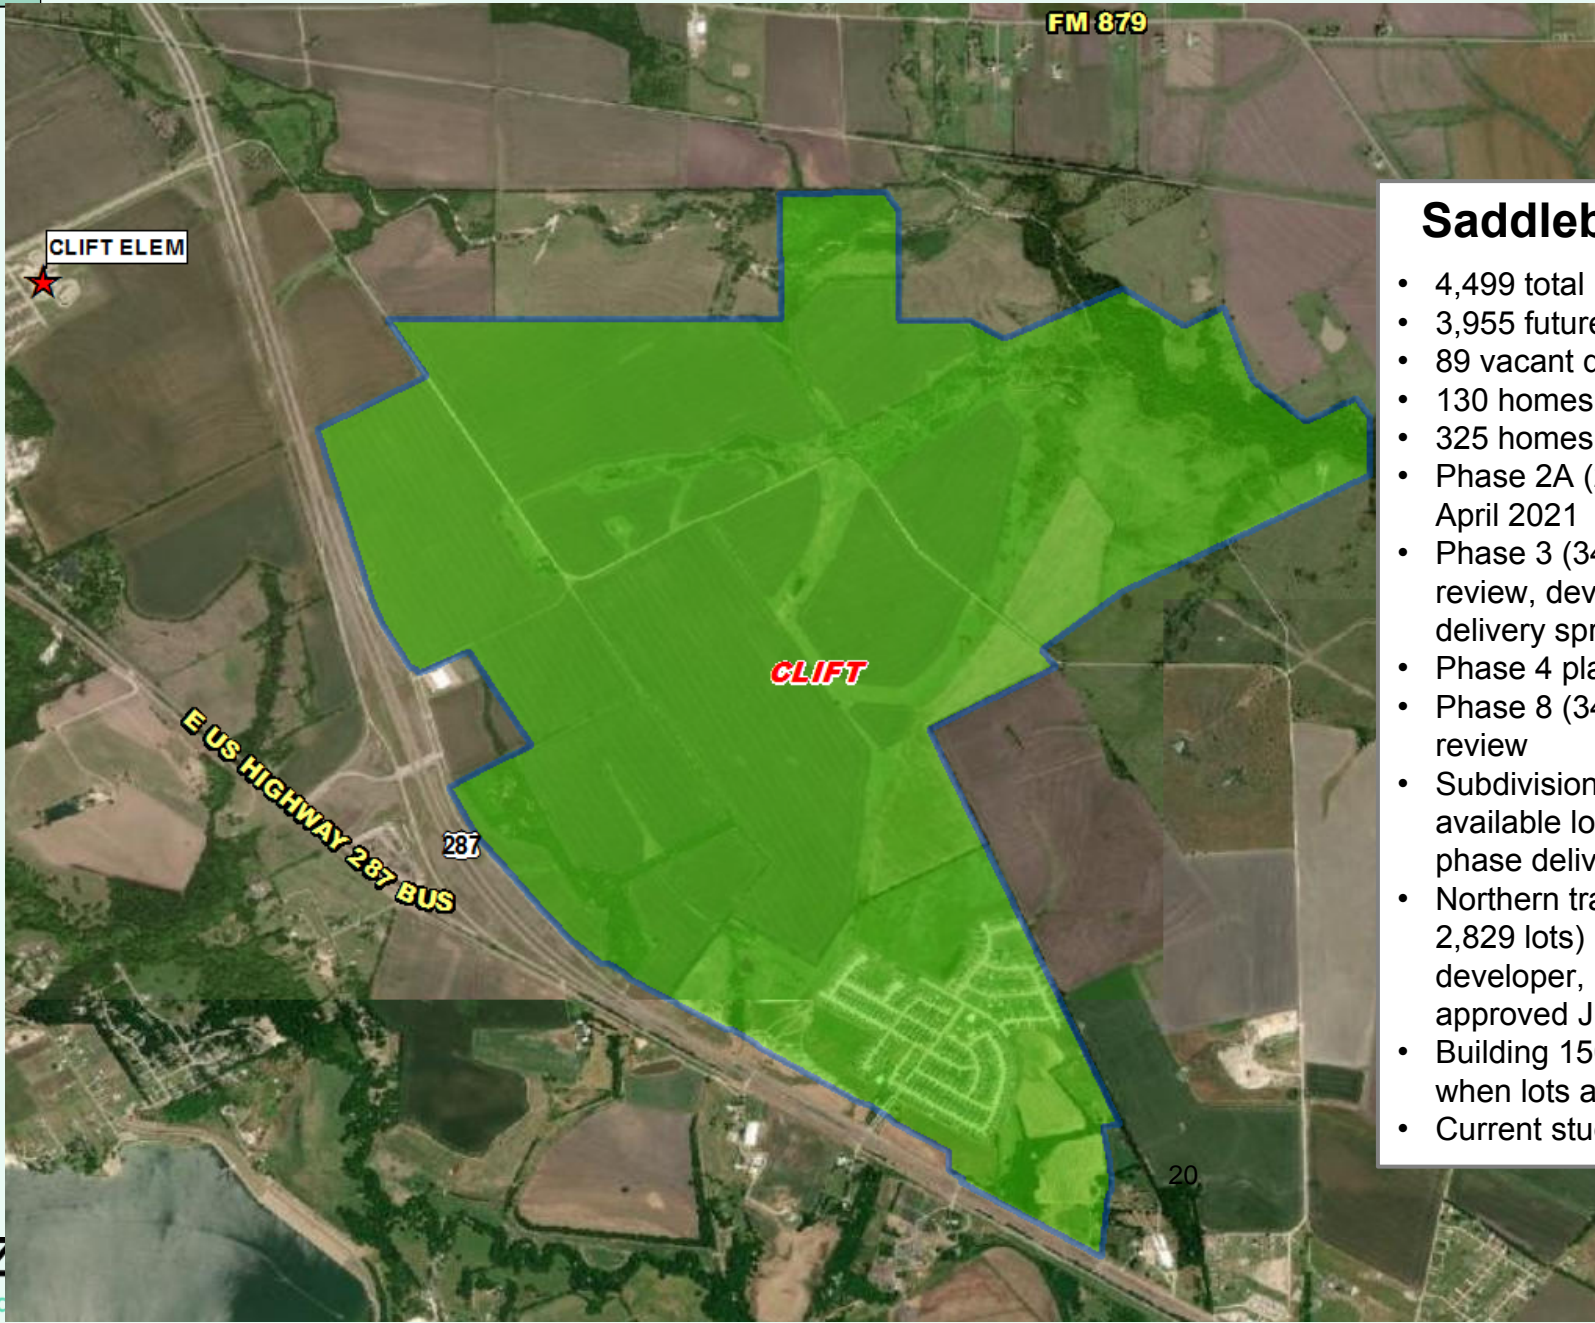 FM 879
CLIFT ELEM
CLIFT
E US HIGHWAY 287 BUS
287
20
• 4,499 total
• 3,955 future
• 89 vacant
• 130 homes
• 325 homes
• Phase 2A (
April 2021
• Phase 3 (34
review, dev
delivery spr
• Phase 4 pla
• Phase 8 (34
review
• Subdivision
available lo
phase deliv
• Northern tra
2,829 lots)
developer,
approved J
• Building 15
when lots a
• Current stu